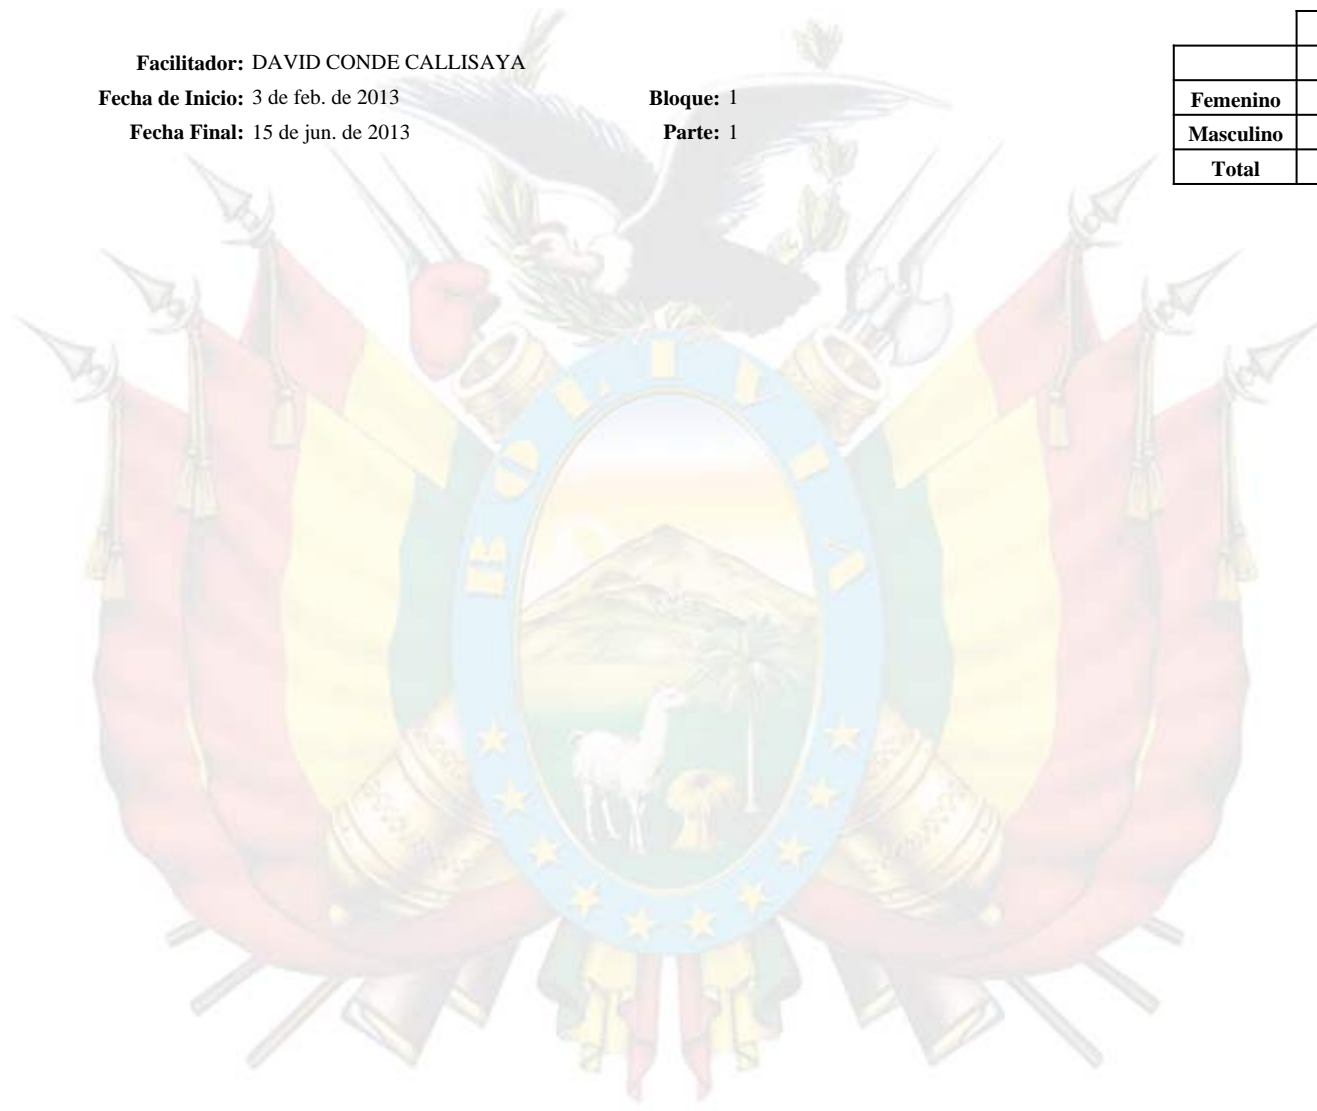 Facilitador: DAVID CONDE CALLISAYA
Fecha de Inicio: 3 de feb. de 2013 Bloque: 1
Fecha Final: 15 de jun. de 2013 Parte: 1
Femenino
Masculino
Total
BOLIVIA